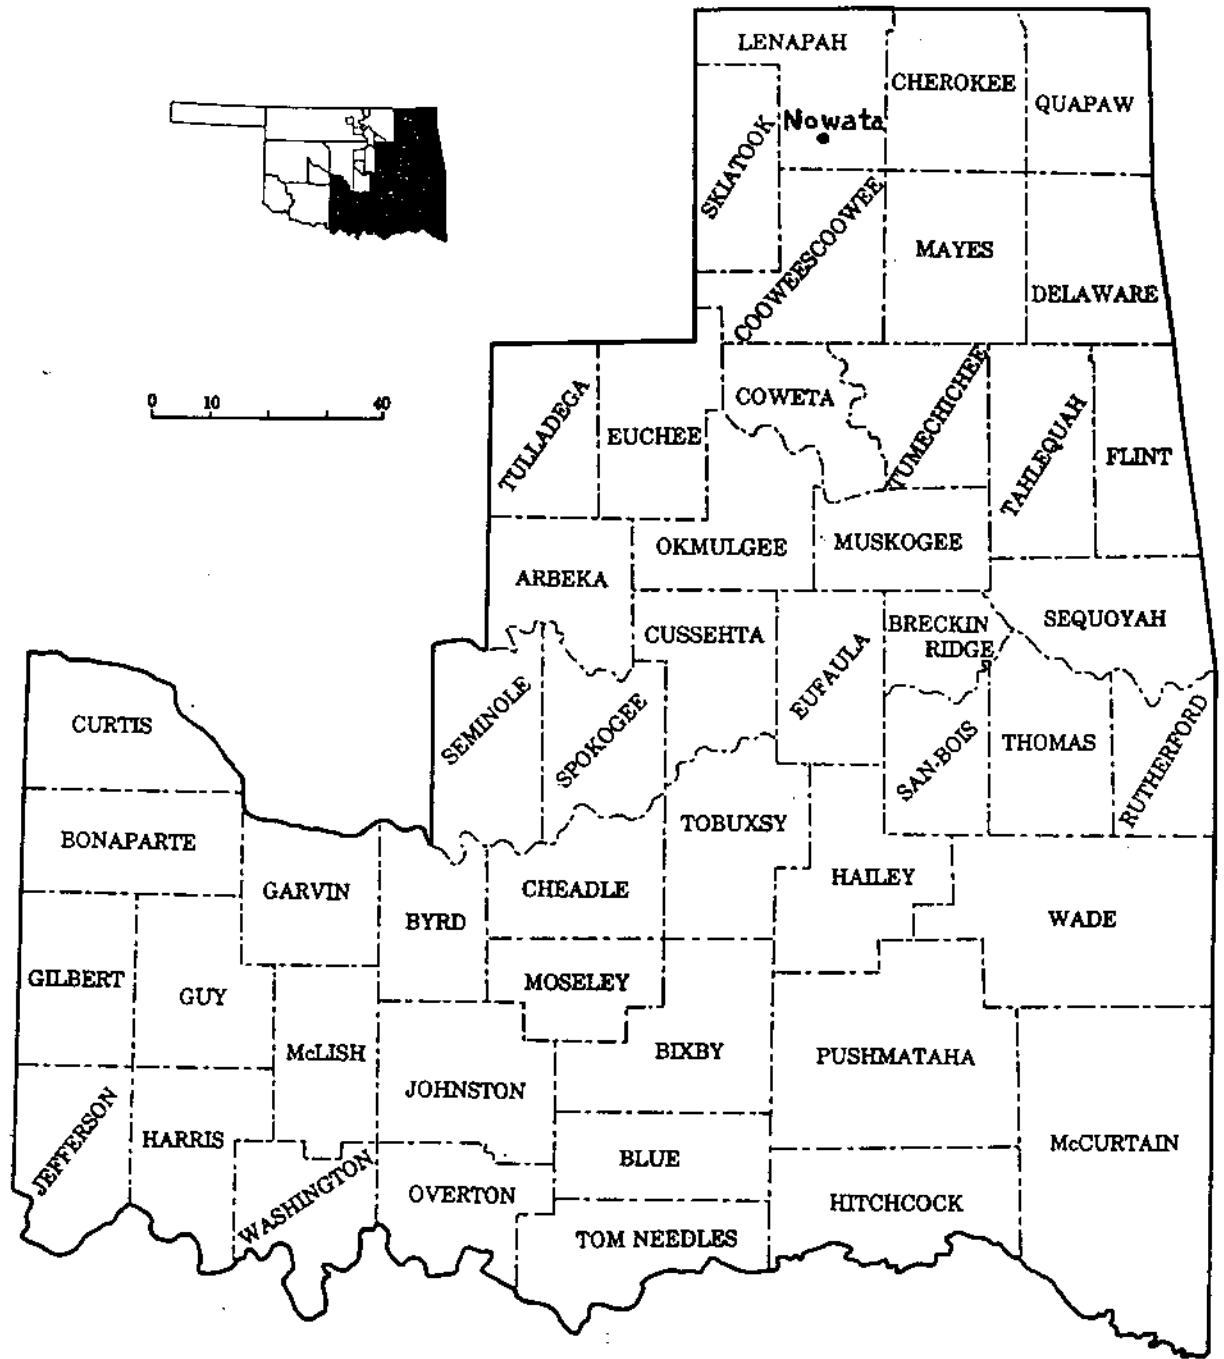 LENAPAH
CHEROKEE
QUAPAW
Nowata
SKIATOOK
COOWEESCOOWEE
MAYES
DELAWARE
0 10 40
TULLADEGA
EUCHEE
COWETA
TUMECHICHEE
TAHLEQUAH
FLINT
OKMULGEE
MUSKOGEE
ARBEKA
CUSSEHTA
EUFAULA
BRECKIN
RIDGE
SEQUOYAH
CURTIS
SEMINOLE
SPOKOGEE
SAN-BOIS
THOMAS
RUTHERFORD
BONAPARTE
TOBUXSY
GARVIN
CHEADLE
HAILEY
BYRD
WADE
GILBERT
GUY
MOSELEY
McLISH
BIXBY
PUSHMATAHA
JOHNSTON
JEFFERSON
HARRIS
McCURTAIN
BLUE
WASHINGTON
OVERTON
HITCHCOCK
TOM NEEDLES